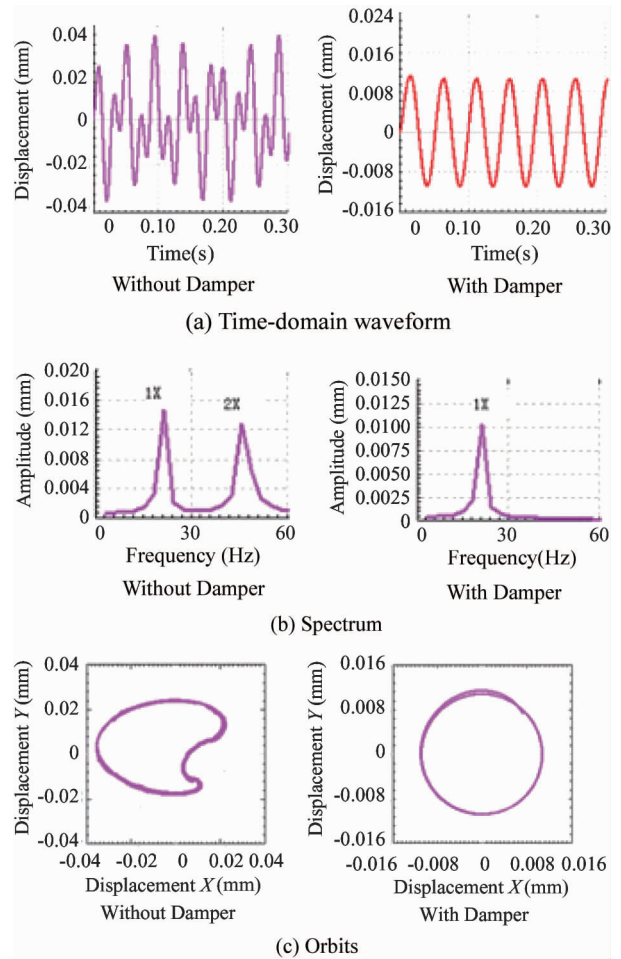 Displacement (mm)
0.04
0.02
0
-0.02
-0.04
0 0.10 0.20 0.30
Time(s)
Without Damper
Displacement (mm)
0.024
0.016
0.008
0
-0.008
-0.016
0 0.10 0.20 0.30
Time(s)
With Damper
(a) Time-domain waveform
Amplitude (mm)
0.020
0.016
0.012
0.008
0.004
0
1X
2X
0 30 60
Frequency (Hz)
Without Damper
Amplitude (mm)
0.0150
0.0125
0.0100
0.0075
0.0050
0.0025
0
1X
0 30 60
Frequency(Hz)
With Damper
(b) Spectrum
Displacement Y(mm)
0.04
0.02
0
-0.02
-0.04
-0.04 -0.02 0 0.02 0.04
Displacement X(mm)
Without Damper
Displacement Y(mm)
0.016
0.008
0
-0.008
-0.016
-0.016 -0.008 0 0.008 0.016
Displacement X(mm)
With Damper
(c) Orbits